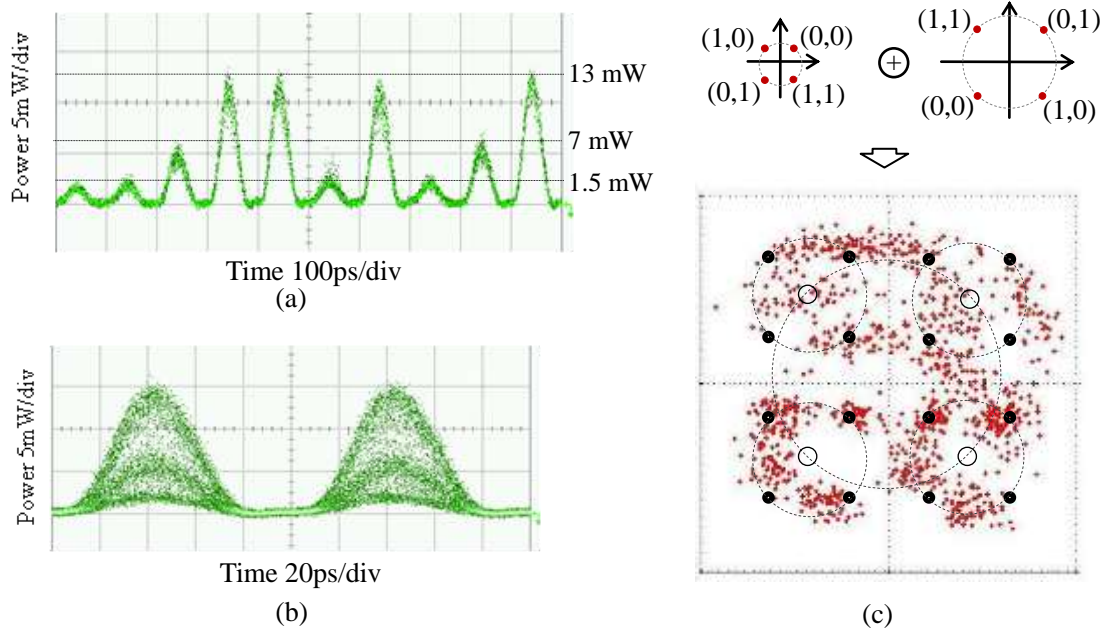 Power 5mW/div
13 mW
7 mW
1.5 mW
Time 100ps/div
(a)
Power 5mW/div
Time 20ps/div
(b)
(1,0) (0,0)
(0,1) (1,1)
(1,1) (0,1)
(0,0) (1,0)
(c)